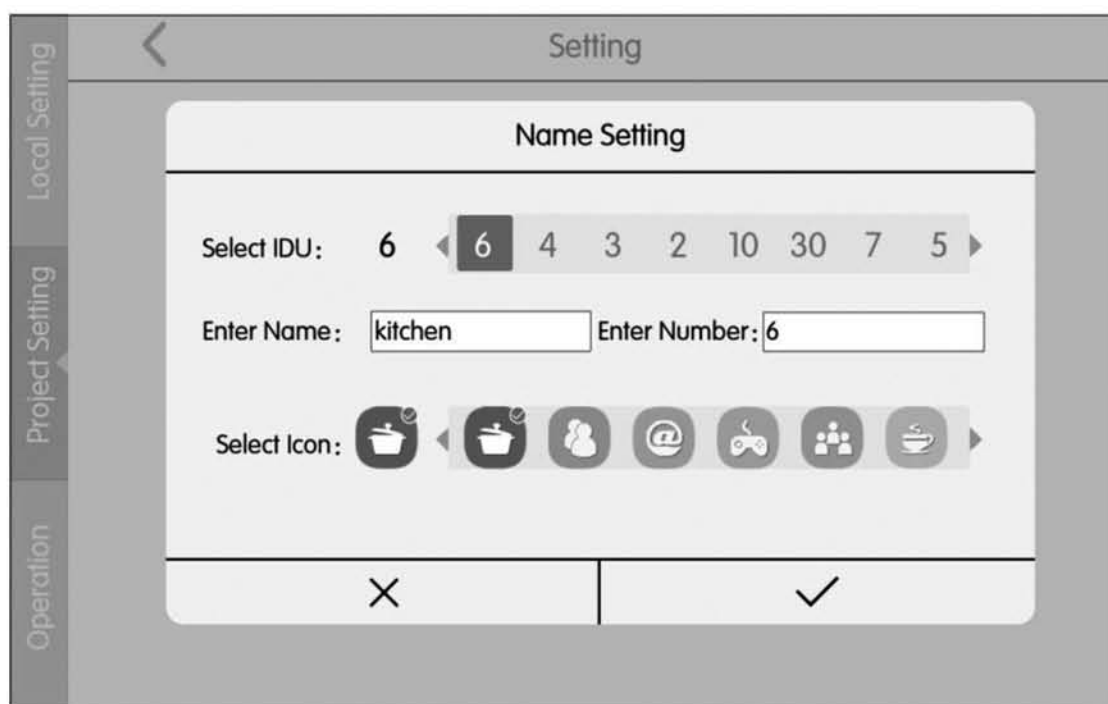 Setting
Local Setting
Project Setting
Operation
Name Setting
Select IDU: 6 6 4 3 2 10 30 7 5
Enter Name: kitchen Enter Number: 6
Select Icon: @